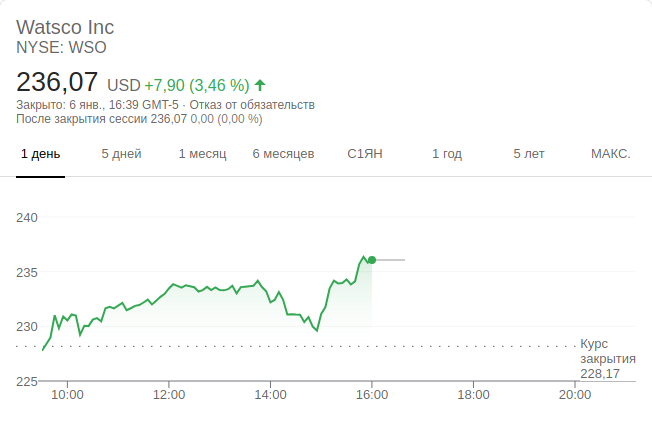 Watsco Inc
NYSE: WSO
236,07 USD +7,90 (3,46 %)
Закрыто: 6 янв., 16:39 GMT-5 · Отказ от обязательств
После закрытия сессии 236,07 0,00 (0,00 %)
1 день 5 дней 1 месяц 6 месяцев С1ЯН 1 год 5 лет МАКС.
240
235
230
Курс
закрытия
228,17
225
10:00 12:00 14:00 16:00 18:00 20:00